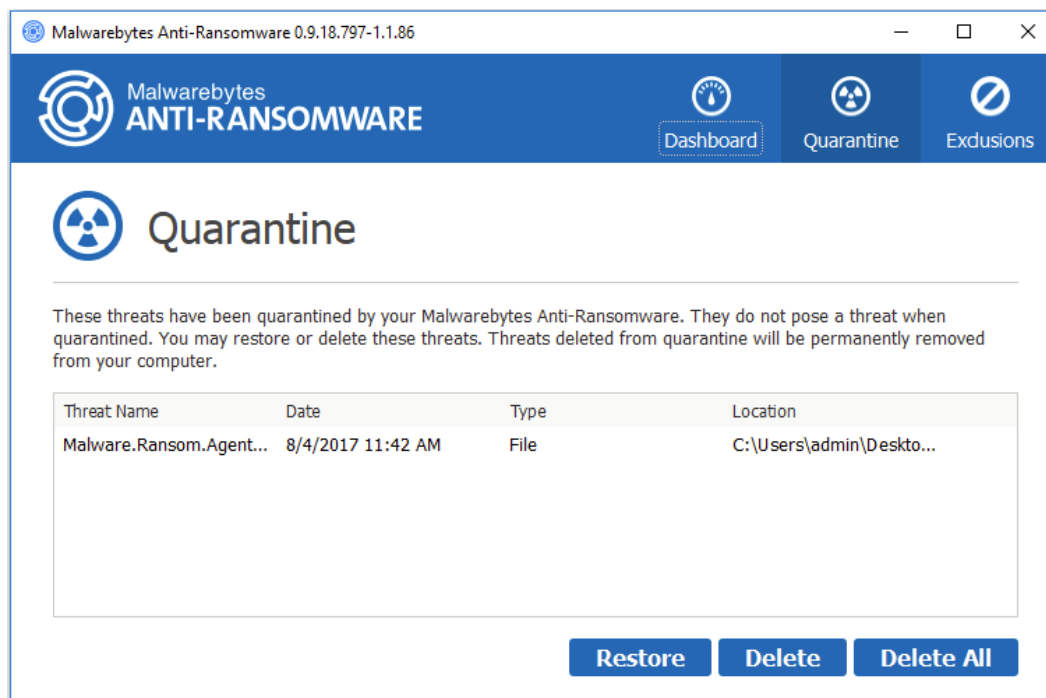 Malwarebytes Anti-Ransomware 0.9.18.797-1.1.86
Malwarebytes
ANTI-RANSOMWARE
Dashboard
Quarantine
Exclusions
Quarantine
These threats have been quarantined by your Malwarebytes Anti-Ransomware. They do not pose a threat when
quarantined. You may restore or delete these threats. Threats deleted from quarantine will be permanently removed
from your computer.
Threat Name Date Type Location
Malware.Ransom.Agent... 8/4/2017 11:42 AM File C:\Users\admin\Deskto...
Restore Delete Delete All